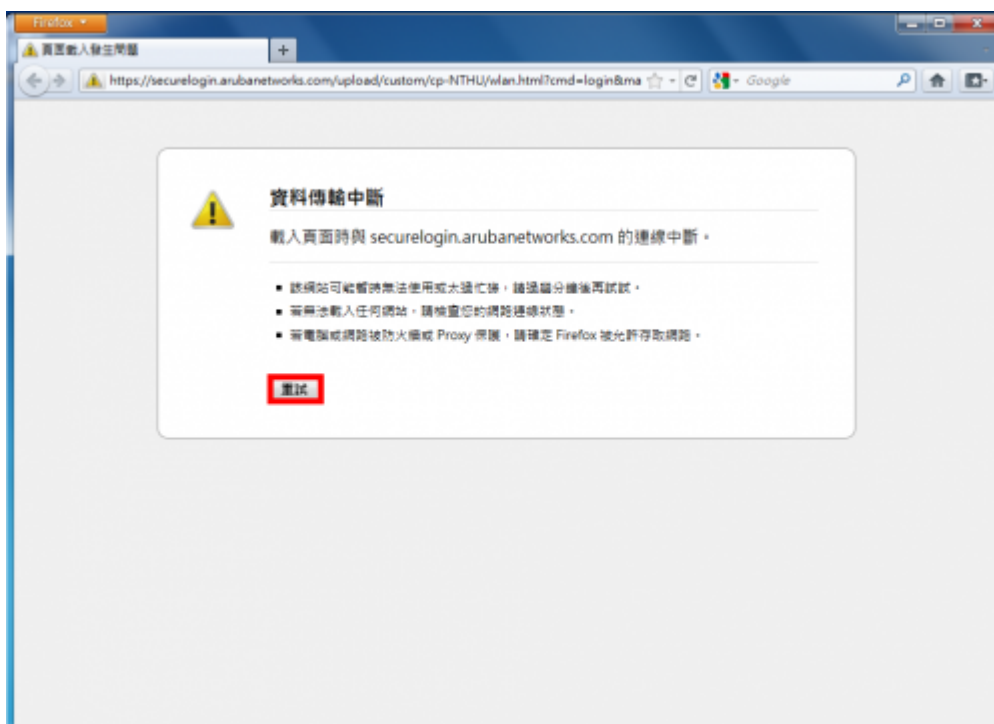 Firefox
頁面載入發生問題
https://securelogin.arubanetworks.com/upload/custom/cp-NTHU/wlan.html?cmd=login&ma
Google
資料傳輸中斷
載入頁面時與 securelogin.arubanetworks.com 的連線中斷。
該網站可能暫時無法使用或太過忙碌，請過幾分鐘後再試試。
若無法載入任何網站，請檢查您的網路連線狀態。
若電腦或網路被防火牆或 Proxy 保護，請確定 Firefox 被允許存取網路。
重試